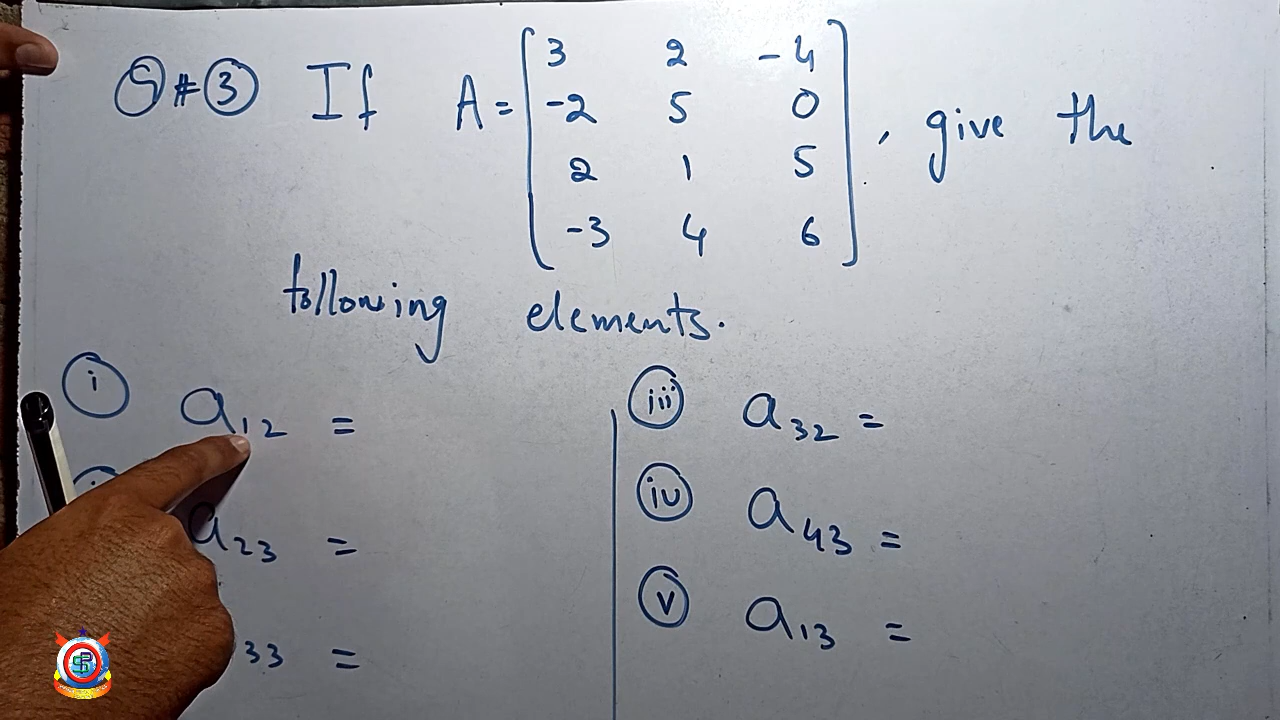 Q # 3 If A = [ 3 2 -4
-2 5 0
2 1 5
-3 4 6 ] , give the
following elements.
i a12 =
a23 =
33 =
iii a32 =
iv a43 =
v a13 =